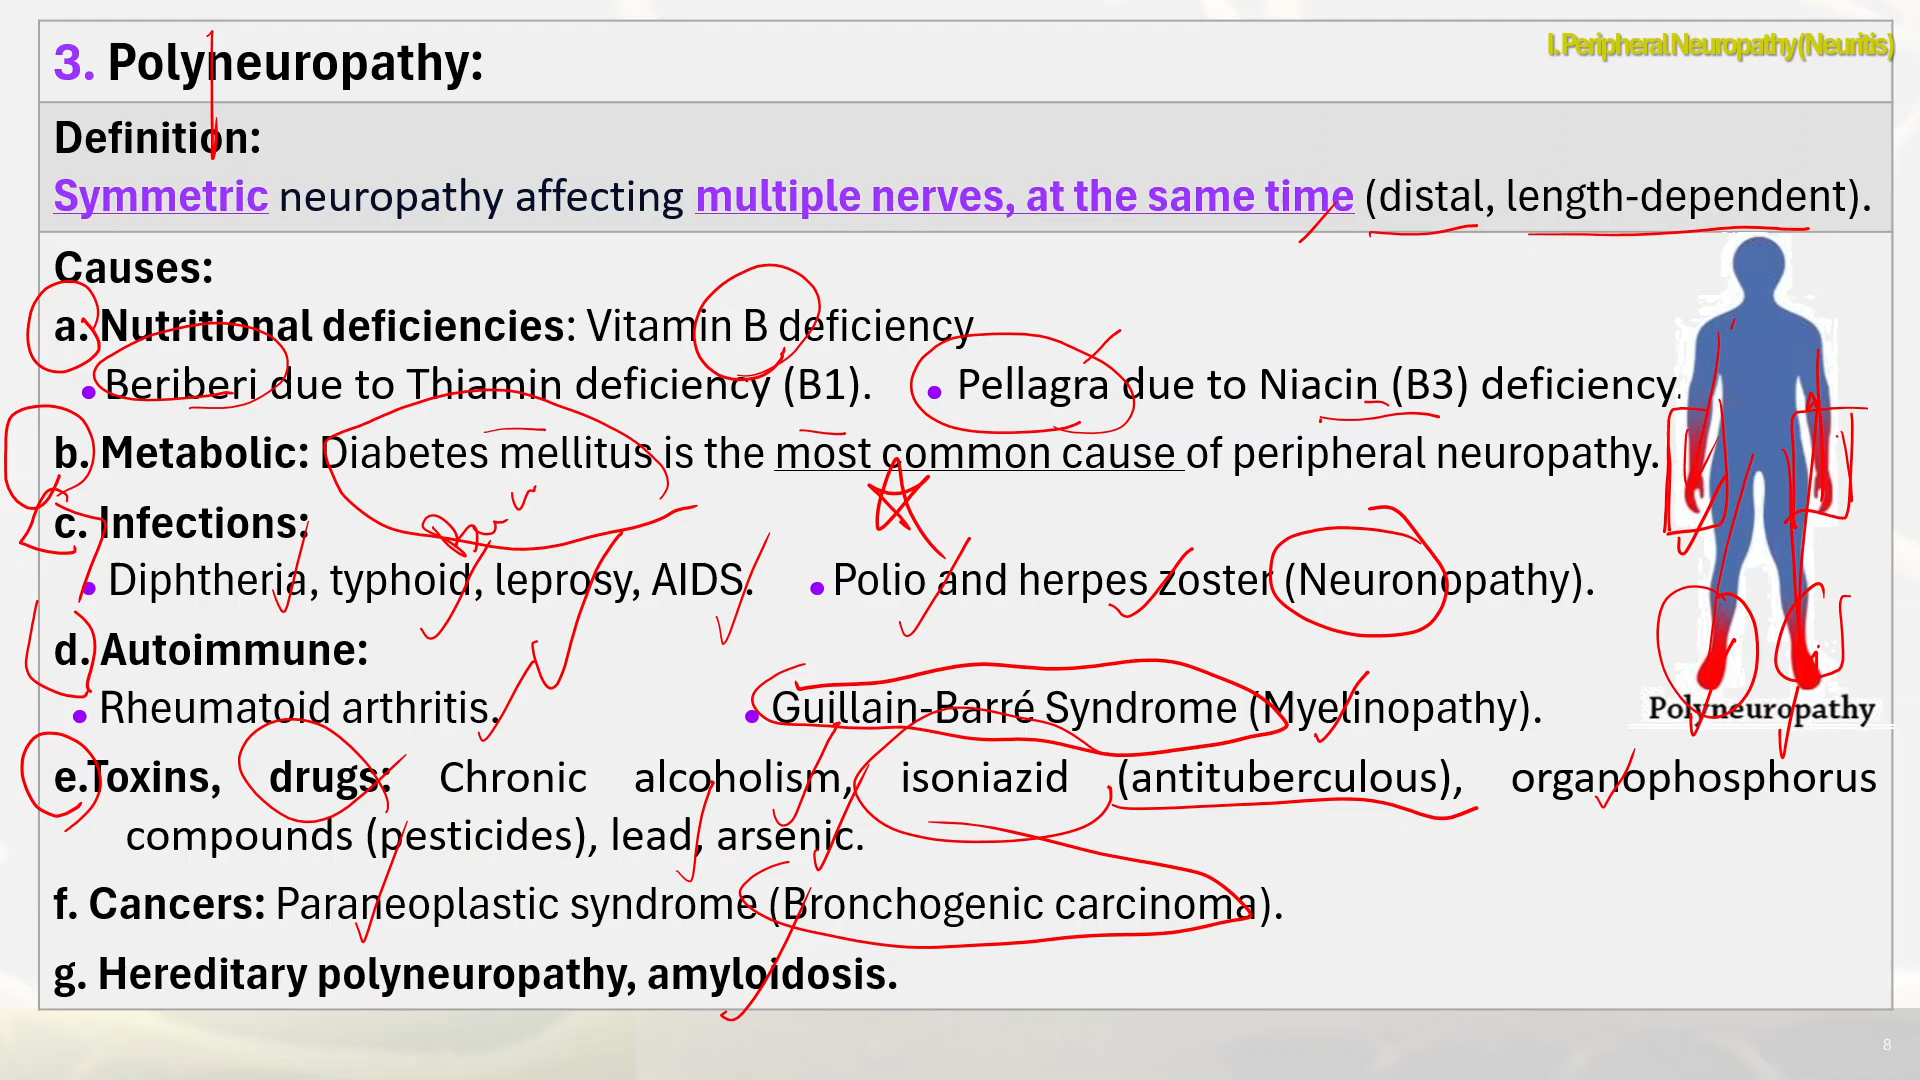 I. Peripheral Neuropathy (Neuritis)
3. Polyneuropathy:
Definition:
Symmetric neuropathy affecting multiple nerves, at the same time (distal, length-dependent).
Causes:
a. Nutritional deficiencies: Vitamin B deficiency
• Beriberi due to Thiamin deficiency (B1). • Pellagra due to Niacin (B3) deficiency.
b. Metabolic: Diabetes mellitus is the most common cause of peripheral neuropathy.
c. Infections:
• Diphtheria, typhoid, leprosy, AIDS. • Polio and herpes zoster (Neuronopathy).
d. Autoimmune:
• Rheumatoid arthritis. • Guillain-Barré Syndrome (Myelinopathy).
Polyneuropathy
e.Toxins, drugs: Chronic alcoholism, isoniazid (antituberculous), organophosphorus
compounds (pesticides), lead, arsenic.
f. Cancers: Paraneoplastic syndrome (Bronchogenic carcinoma).
g. Hereditary polyneuropathy, amyloidosis.
8